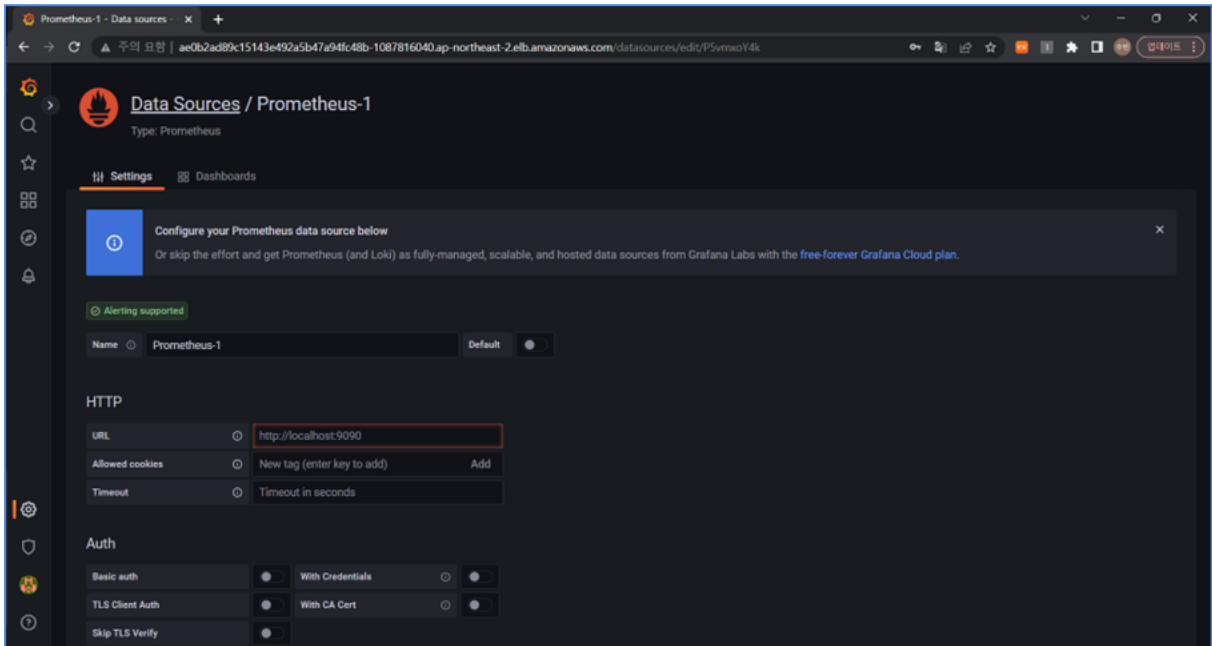 Prometheus-1 - Data sources -
주의 요함 | ae0b2ad89c15143e492a5b47a94fc48b-1087816040.ap-northeast-2.elb.amazonaws.com/datasources/edit/P5vmxoY4k
업데이트
Data Sources / Prometheus-1
Type: Prometheus
Settings
Dashboards
Configure your Prometheus data source below
Or skip the effort and get Prometheus (and Loki) as fully-managed, scalable, and hosted data sources from Grafana Labs with the free-forever Grafana Cloud plan.
Alerting supported
Name Prometheus-1 Default
HTTP
URL http://localhost:9090
Allowed cookies New tag (enter key to add) Add
Timeout Timeout in seconds
Auth
Basic auth With Credentials
TLS Client Auth With CA Cert
Skip TLS Verify